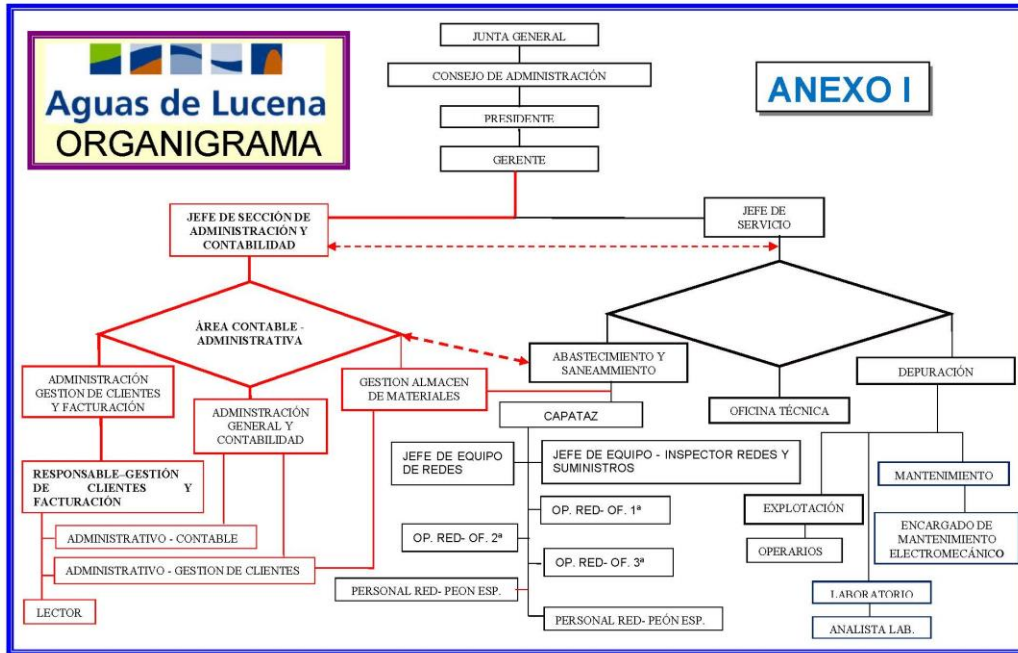 Aguas de Lucena
ORGANIGRAMA
ANEXO I
JUNTA GENERAL
CONSEJO DE ADMINISTRACIÓN
PRESIDENTE
GERENTE
JEFE DE SECCIÓN DE
ADMINISTRACIÓN Y
CONTABILIDAD
JEFE DE
SERVICIO
ÀREA CONTABLE -
ADMINISTRATIVA
ADMINISTRACIÓN
GESTION DE CLIENTES
Y FACTURACIÓN
ADMINSTRACIÓN
GENERAL Y
CONTABILIDAD
GESTION ALMACEN
DE MATERIALES
ABASTECIMIENTO Y
SANEAMMIENTO
OFICINA TÉCNICA
DEPURACIÓN
RESPONSABLE–GESTIÓN
DE CLIENTES Y
FACTURACIÓN
ADMINISTRATIVO - CONTABLE
ADMINISTRATIVO - GESTION DE CLIENTES
LECTOR
CAPATAZ
JEFE DE EQUIPO
DE REDES
JEFE DE EQUIPO - INSPECTOR REDES Y
SUMINISTROS
OP. RED- OF. 1ª
OP. RED- OF. 2ª
OP. RED- OF. 3ª
PERSONAL RED- PEON ESP.
PERSONAL RED- PEÓN ESP.
EXPLOTACIÓN
OPERARIOS
MANTENIMIENTO
ENCARGADO DE
MANTENIMIENTO
ELECTROMECÁNICO
LABORATORIO
ANALISTA LAB.